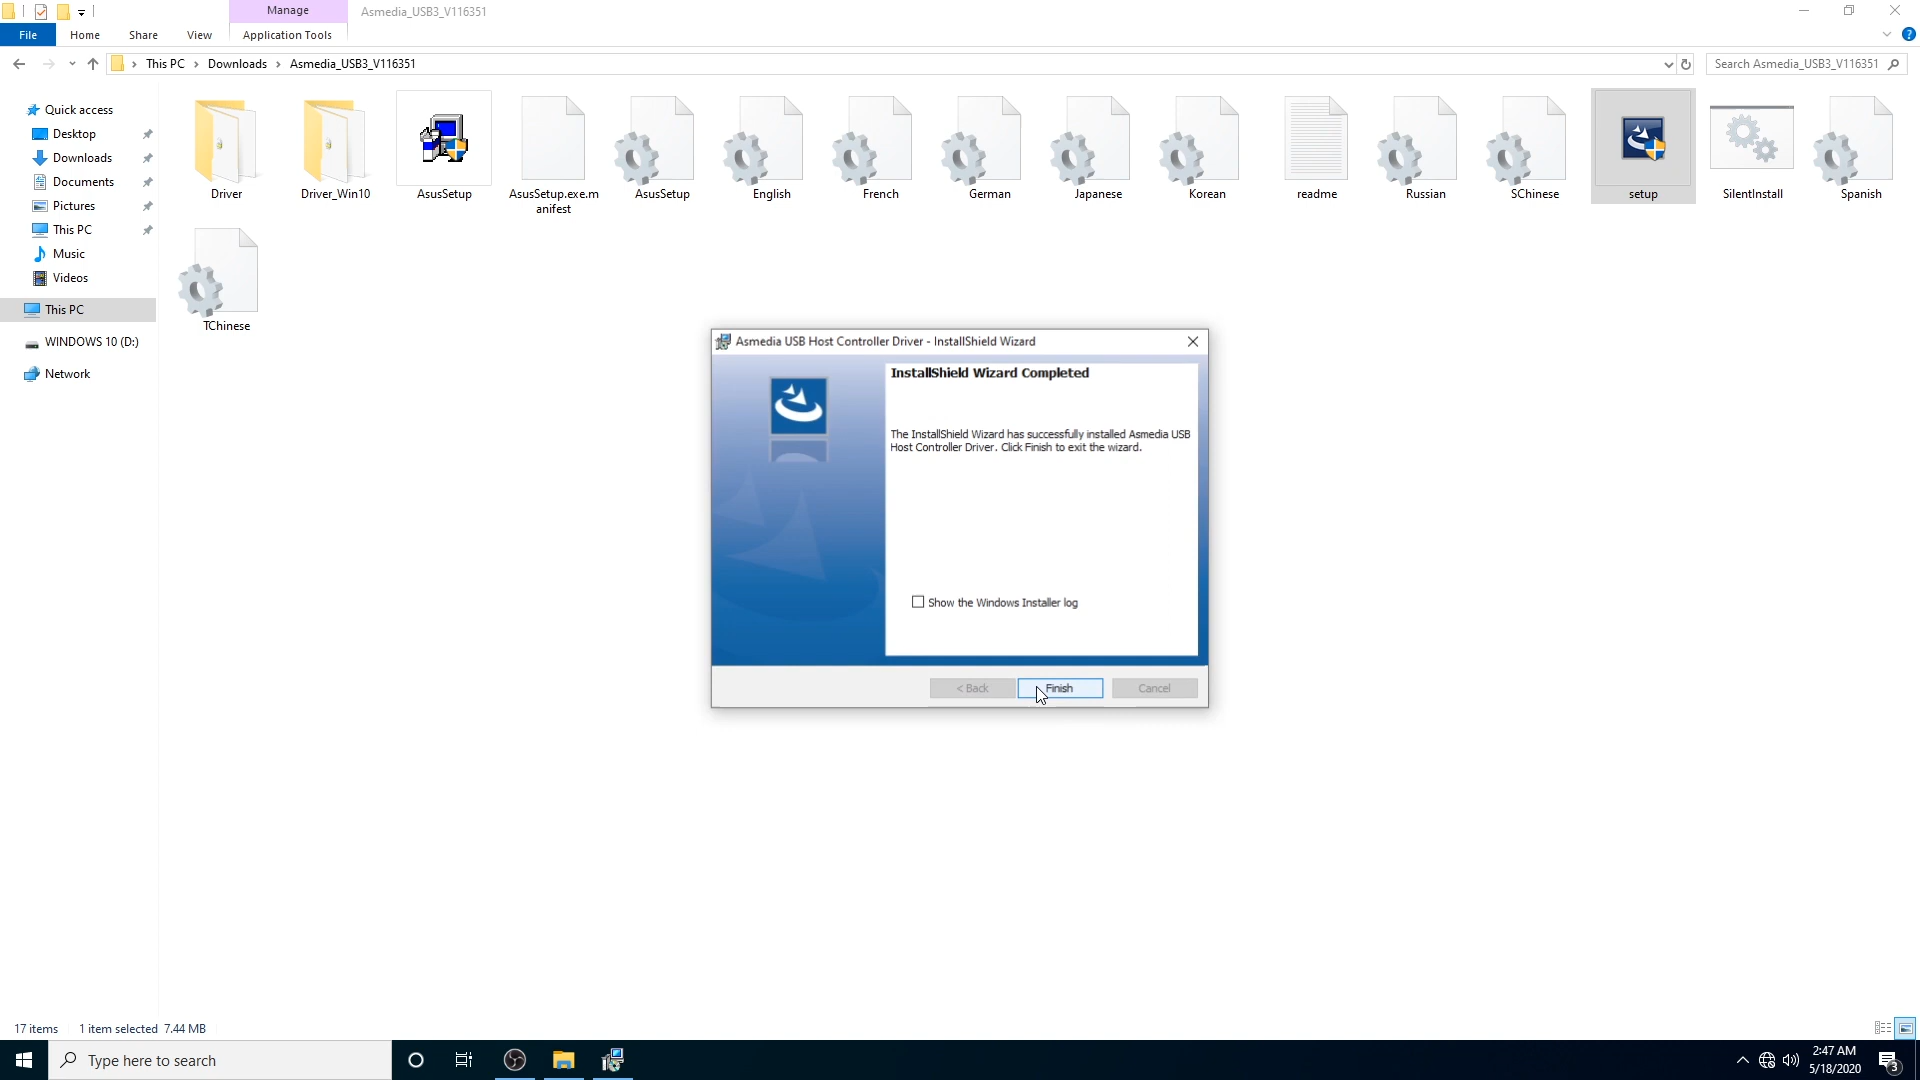 Manage
Asmedia_USB3_V116351
File
Home
Share
View
Application Tools
?
This PC
Downloads
Asmedia_USB3_V116351
Search Asmedia_USB3_V116351
Quick access
Desktop
Downloads
Documents
Pictures
This PC
Music
Videos
This PC
WINDOWS 10 (D:)
Network
Driver
Driver_Win10
AsusSetup
AsusSetup.exe.m
anifest
AsusSetup
English
French
German
Japanese
Korean
readme
Russian
SChinese
setup
SilentInstall
Spanish
TChinese
Asmedia USB Host Controller Driver - InstallShield Wizard
InstallShield Wizard Completed
The InstallShield Wizard has successfully installed Asmedia USB
Host Controller Driver. Click Finish to exit the wizard.
Show the Windows Installer log
< Back
Finish
Cancel
17 items
1 item selected 7.44 MB
Type here to search
2:47 AM
5/18/2020
3